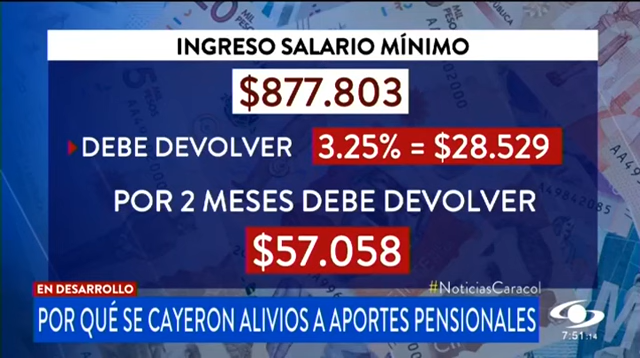 INGRESO SALARIO MÍNIMO
$877.803
DEBE DEVOLVER 3.25% = $28.529
POR 2 MESES DEBE DEVOLVER
$57.058
EN DESARROLLO
#NoticiasCaracol
POR QUÉ SE CAYERON ALIVIOS A APORTES PENSIONALES
7:51:14